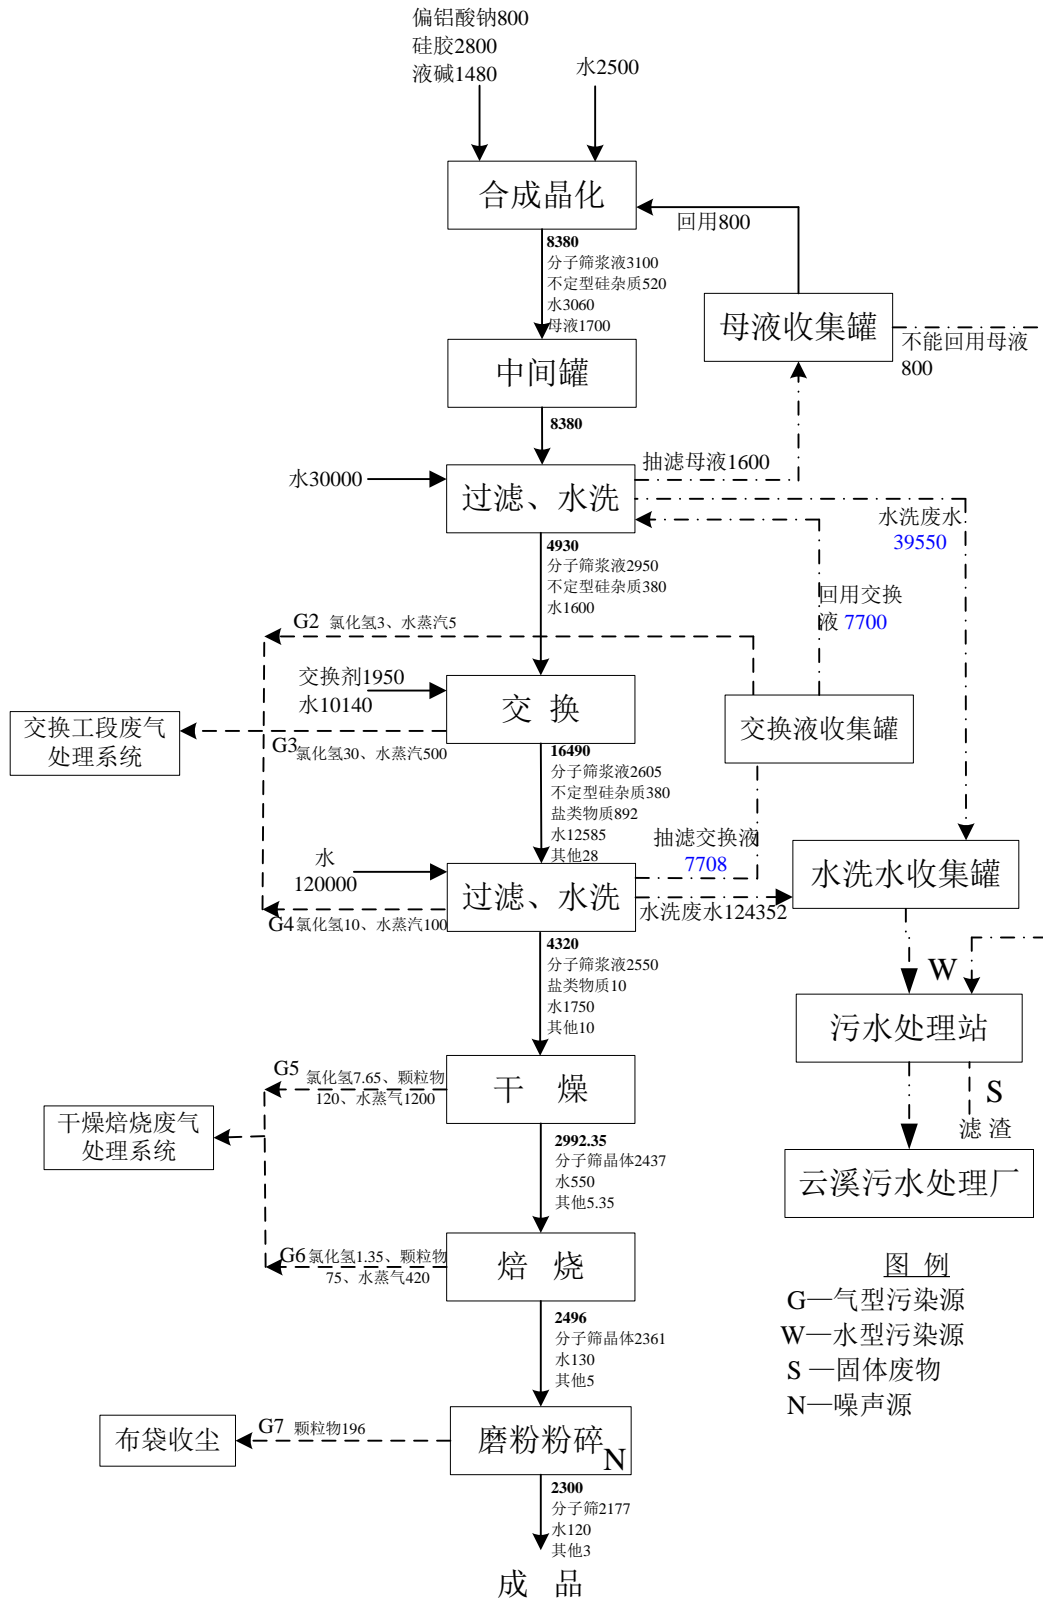 偏铝酸钠800
硅胶2800
液碱1480
水2500
合成晶化
回用800
8380
分子筛浆液3100
不定型硅杂质520
水3060
母液1700
母液收集罐
不能回用母液
800
中间罐
8380
抽滤母液1600
水30000
过滤、水洗
水洗废水
39550
4930
分子筛浆液2950
不定型硅杂质380
水1600
回用交换
液 7700
G2 氯化氢3、水蒸汽5
交换剂1950
水10140
交 换
交换液收集罐
交换工段废气
处理系统
G3氯化氢30、水蒸汽500
16490
分子筛浆液2605
不定型硅杂质380
盐类物质892
水12585
其他28
抽滤交换液
7708
水
120000
过滤、水洗
水洗水收集罐
水洗废水124352
G4氯化氢10、水蒸汽100
4320
分子筛浆液2550
盐类物质10
水1750
其他10
W
污水处理站
G5 氯化氢7.65、颗粒物
120、水蒸气1200
干 燥
S
滤 渣
干燥焙烧废气
处理系统
2992.35
分子筛晶体2437
水550
其他5.35
云溪污水处理厂
G6氯化氢1.35、颗粒物
75、水蒸气420
焙 烧
图 例
G—气型污染源
W—水型污染源
S —固体废物
N—噪声源
2496
分子筛晶体2361
水130
其他5
布袋收尘
G7 颗粒物196
磨粉粉碎
N
2300
分子筛2177
水120
其他3
成 品